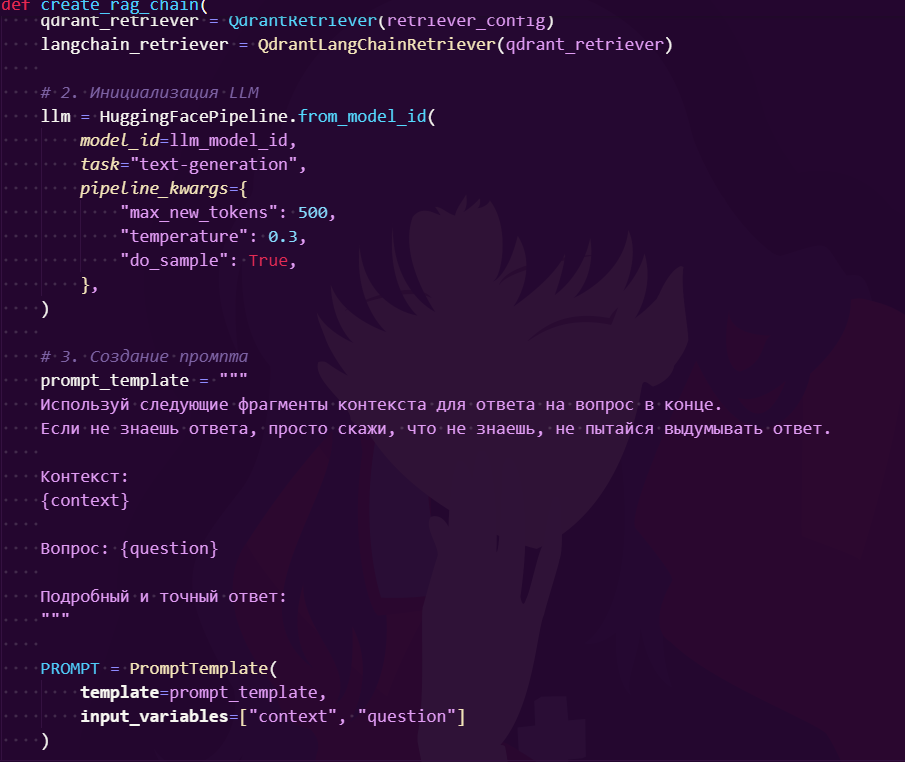 def create_rag_chain(
    qdrant_retriever = QdrantRetriever(retriever_config)
    langchain_retriever = QdrantLangChainRetriever(qdrant_retriever)

    # 2. Инициализация LLM
    llm = HuggingFacePipeline.from_model_id(
        model_id=llm_model_id,
        task="text-generation",
        pipeline_kwargs={
            "max_new_tokens": 500,
            "temperature": 0.3,
            "do_sample": True,
        },
    )

    # 3. Создание промпта
    prompt_template = """
    Используй следующие фрагменты контекста для ответа на вопрос в конце.
    Если не знаешь ответа, просто скажи, что не знаешь, не пытайся выдумывать ответ.

    Контекст:
    {context}

    Вопрос: {question}

    Подробный и точный ответ:
    """

    PROMPT = PromptTemplate(
        template=prompt_template,
        input_variables=["context", "question"]
    )